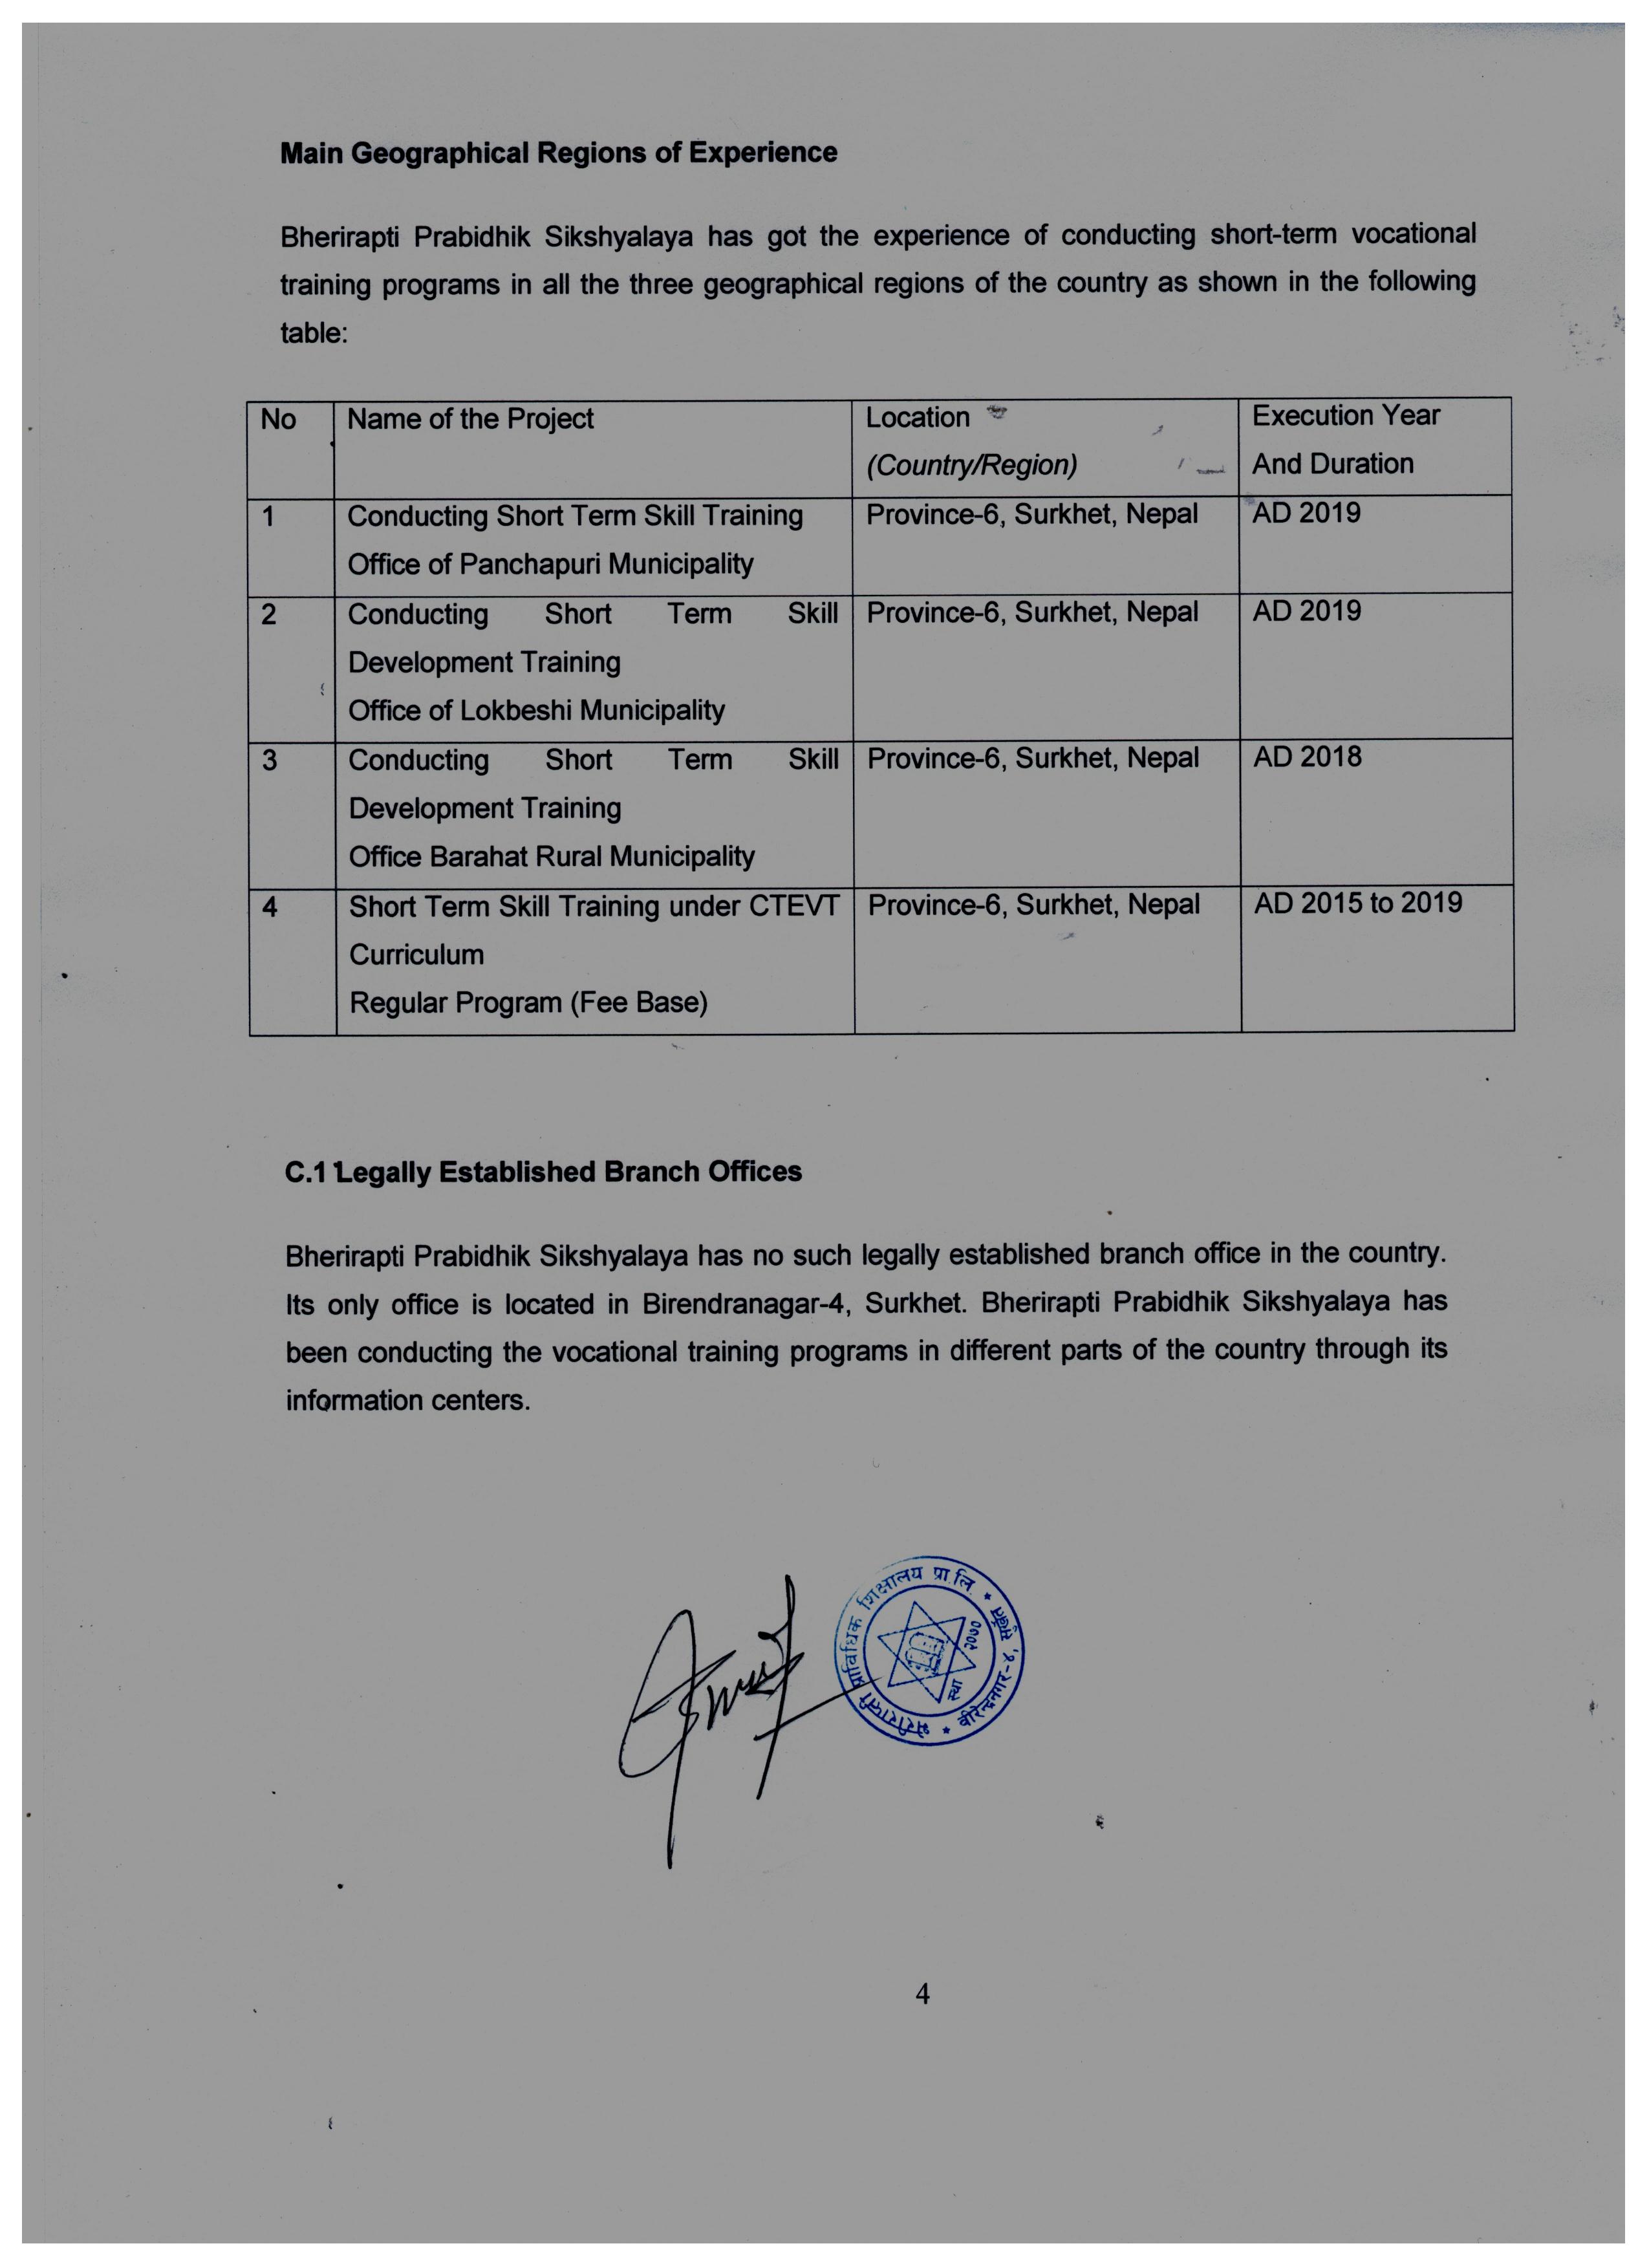 Main Geographical Regions of Experience
Bherirapti Prabidhik Sikshyalaya has got the experience of conducting short-term vocational
training programs in all the three geographical regions of the country as shown in the following
table:
No Name of the Project Location Execution Year
(Country/Region) And Duration
1 Conducting Short Term Skill Training Province-6, Surkhet, Nepal AD 2019
Office of Panchapuri Municipality
2 Conducting Short Term Skill Province-6, Surkhet, Nepal AD 2019
Development Training
Office of Lokbeshi Municipality
3 Conducting Short Term Skill Province-6, Surkhet, Nepal AD 2018
Development Training
Office Barahat Rural Municipality
4 Short Term Skill Training under CTEVT Province-6, Surkhet, Nepal AD 2015 to 2019
Curriculum
Regular Program (Fee Base)
C.1 Legally Established Branch Offices
Bherirapti Prabidhik Sikshyalaya has no such legally established branch office in the country.
Its only office is located in Birendranagar-4, Surkhet. Bherirapti Prabidhik Sikshyalaya has
been conducting the vocational training programs in different parts of the country through its
information centers.
भेरीराप्ती प्राविधिक शिक्षालय प्रा.लि.
वीरेन्द्रनगर-४, सुर्खेत
स्था २०७०
4